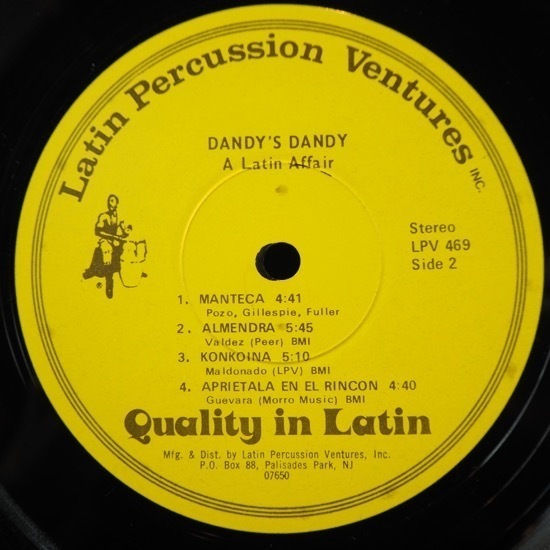 Latin Percussion Ventures INC.
DANDY'S DANDY
A Latin Affair
Stereo
LPV 469
Side 2
1. MANTECA 4:41
Pozo, Gillespie, Fuller
2. ALMENDRA 5:45
Valdez (Peer) BMI
3. KONKOINA 5:10
Maldonado (LPV) BMI
4. APRIETALA EN EL RINCON 4:40
Guevara (Morro Music) BMI
Quality in Latin
Mfg. & Dist. by Latin Percussion Ventures, Inc.
P.O. Box 88, Palisades Park, NJ
07650